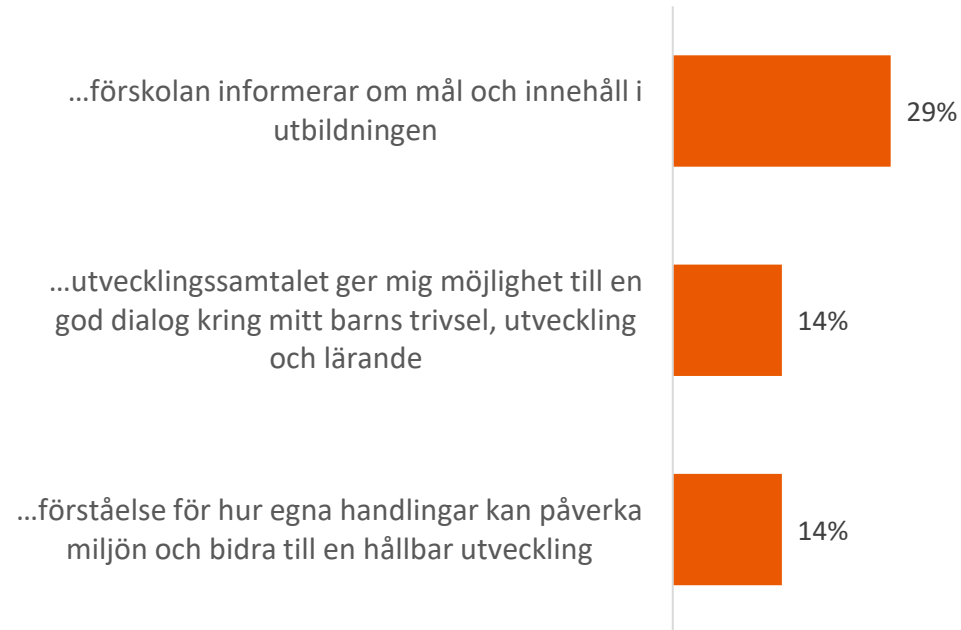 ...förskolan informerar om mål och innehåll i
utbildningen
29%
...utvecklingssamtalet ger mig möjlighet till en
god dialog kring mitt barns trivsel, utveckling
och lärande
14%
...förståelse för hur egna handlingar kan påverka
miljön och bidra till en hållbar utveckling
14%